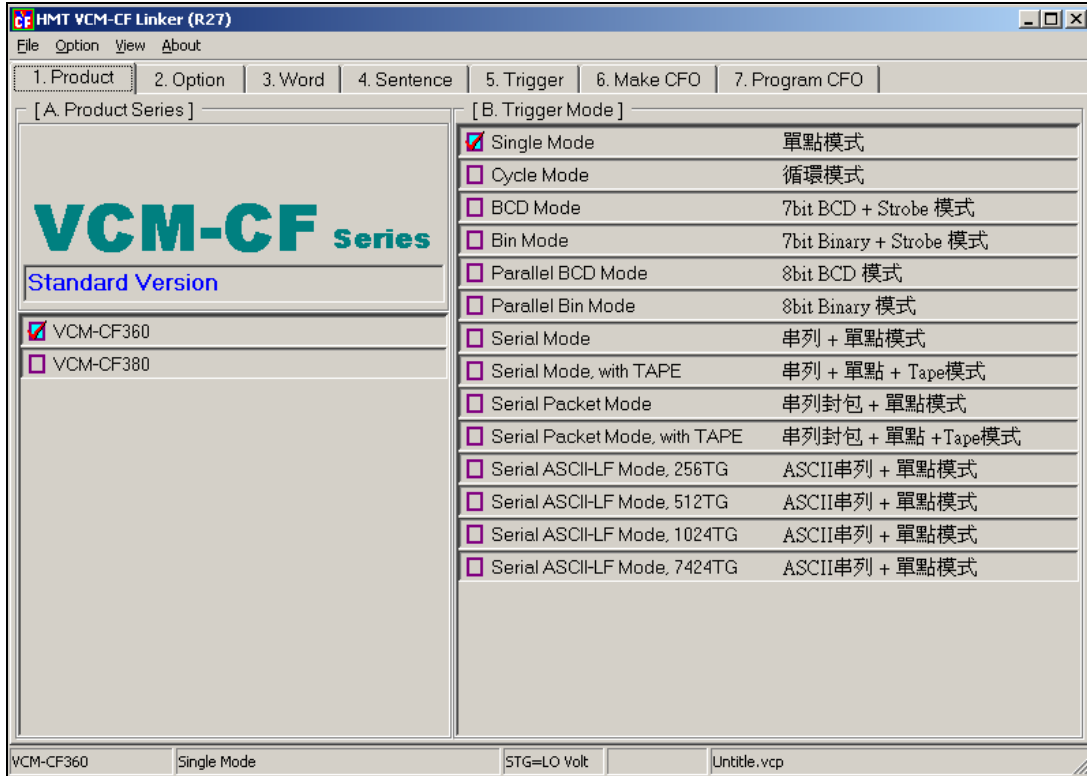 HMT VCM-CF Linker (R27)
File Option View About
1. Product 2. Option 3. Word 4. Sentence 5. Trigger 6. Make CFO 7. Program CFO
[ A. Product Series ]
VCM-CF Series
Standard Version
VCM-CF360
VCM-CF380
[ B. Trigger Mode ]
Single Mode 單點模式
Cycle Mode 循環模式
BCD Mode 7bit BCD + Strobe 模式
Bin Mode 7bit Binary + Strobe 模式
Parallel BCD Mode 8bit BCD 模式
Parallel Bin Mode 8bit Binary 模式
Serial Mode 串列 + 單點模式
Serial Mode, with TAPE 串列 + 單點 + Tape模式
Serial Packet Mode 串列封包 + 單點模式
Serial Packet Mode, with TAPE 串列封包 + 單點 +Tape模式
Serial ASCII-LF Mode, 256TG ASCII串列 + 單點模式
Serial ASCII-LF Mode, 512TG ASCII串列 + 單點模式
Serial ASCII-LF Mode, 1024TG ASCII串列 + 單點模式
Serial ASCII-LF Mode, 7424TG ASCII串列 + 單點模式
VCM-CF360 Single Mode STG=LO Volt Untitle.vcp